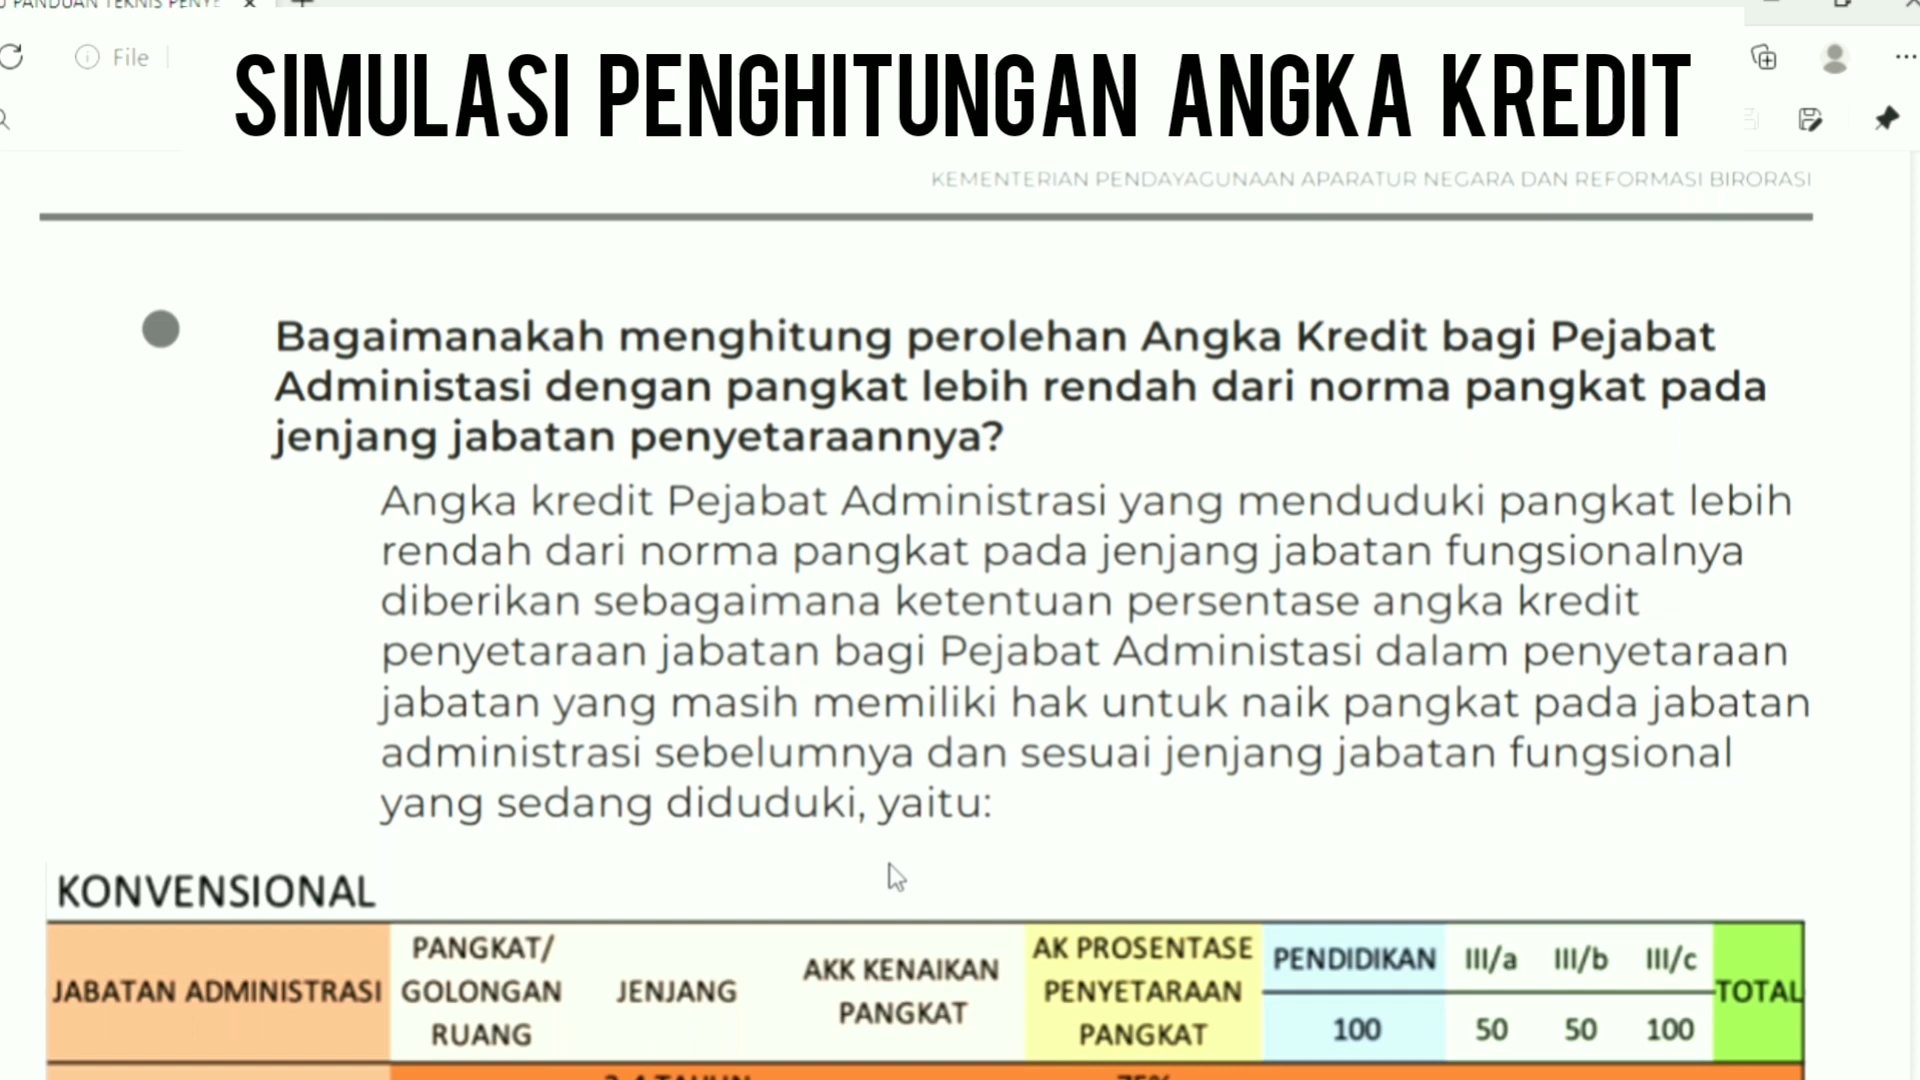 PANDUAN TEKNIS PENYE
File
SIMULASI PENGHITUNGAN ANGKA KREDIT
KEMENTERIAN PENDAYAGUNAAN APARATUR NEGARA DAN REFORMASI BIRORASI
Bagaimanakah menghitung perolehan Angka Kredit bagi Pejabat
Administasi dengan pangkat lebih rendah dari norma pangkat pada
jenjang jabatan penyetaraannya?
Angka kredit Pejabat Administrasi yang menduduki pangkat lebih
rendah dari norma pangkat pada jenjang jabatan fungsionalnya
diberikan sebagaimana ketentuan persentase angka kredit
penyetaraan jabatan bagi Pejabat Administasi dalam penyetaraan
jabatan yang masih memiliki hak untuk naik pangkat pada jabatan
administrasi sebelumnya dan sesuai jenjang jabatan fungsional
yang sedang diduduki, yaitu:
KONVENSIONAL
JABATAN ADMINISTRASI
PANGKAT/
GOLONGAN
RUANG
JENJANG
AKK KENAIKAN
PANGKAT
AK PROSENTASE
PENYETARAAN
PANGKAT
PENDIDIKAN III/a III/b III/c
100 50 50 100
TOTAL
75%